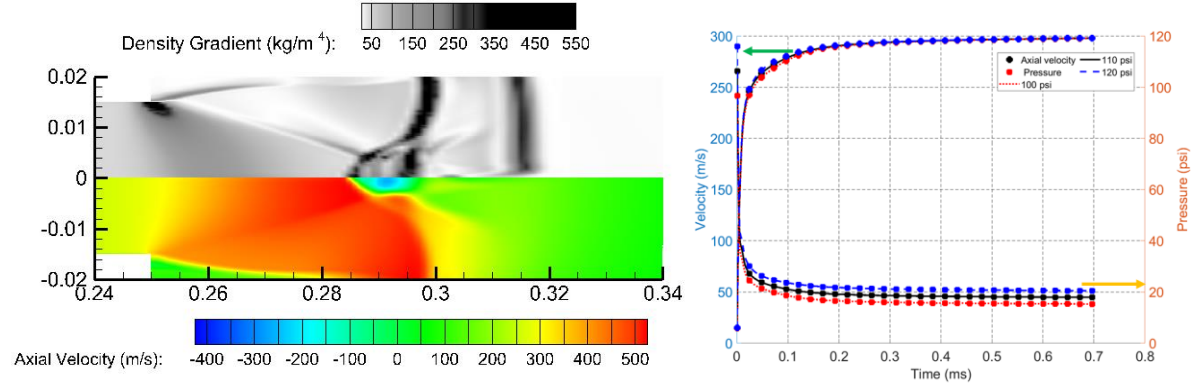 Density Gradient (kg/m^4):
50 150 250 350 450 550
0.02
0.01
0
-0.01
-0.02
0.24 0.26 0.28 0.3 0.32 0.34
Axial Velocity (m/s):
-400 -300 -200 -100 0 100 200 300 400 500
300
250
200
150
100
50
0
Velocity (m/s)
Axial velocity
Pressure
100 psi
110 psi
120 psi
120
100
80
60
40
20
0
Pressure (psi)
0 0.1 0.2 0.3 0.4 0.5 0.6 0.7 0.8
Time (ms)